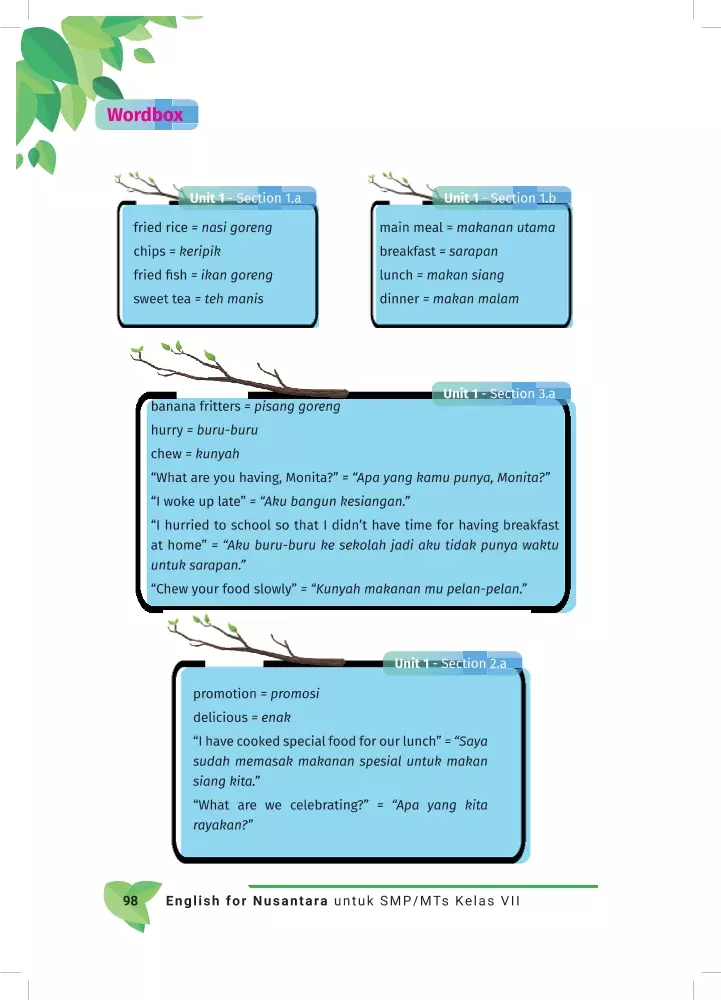 Wordbox
Unit 1 - Section 1.a
fried rice = nasi goreng
chips = keripik
fried fish = ikan goreng
sweet tea = teh manis
Unit 1 - Section 1.b
main meal = makanan utama
breakfast = sarapan
lunch = makan siang
dinner = makan malam
Unit 1 - Section 3.a
banana fritters = pisang goreng
hurry = buru-buru
chew = kunyah
“What are you having, Monita?” = “Apa yang kamu punya, Monita?”
“I woke up late” = “Aku bangun kesiangan.”
“I hurried to school so that I didn’t have time for having breakfast
at home” = “Aku buru-buru ke sekolah jadi aku tidak punya waktu
untuk sarapan.”
“Chew your food slowly” = “Kunyah makanan mu pelan-pelan.”
Unit 1 - Section 2.a
promotion = promosi
delicious = enak
“I have cooked special food for our lunch” = “Saya
sudah memasak makanan spesial untuk makan
siang kita.”
“What are we celebrating?” = “Apa yang kita
rayakan?”
98 English for Nusantara untuk SMP/MTs Kelas VII